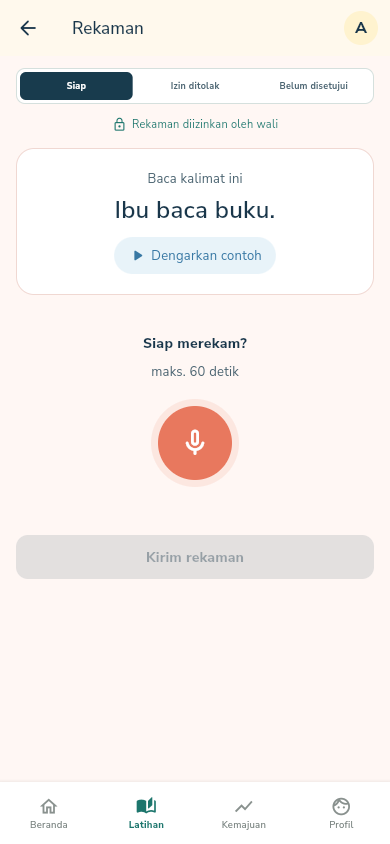 Rekaman
A
Siap
Izin ditolak
Belum disetujui
Rekaman diizinkan oleh wali
Baca kalimat ini
Ibu baca buku.
Dengarkan contoh
Siap merekam?
maks. 60 detik
Kirim rekaman
Beranda
Latihan
Kemajuan
Profil